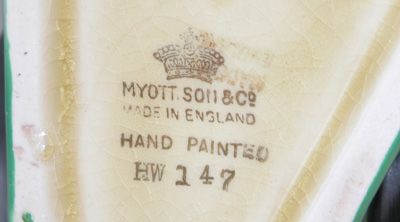 MYOTT. SON & Co
MADE IN ENGLAND
HAND PAINTED
HW 147